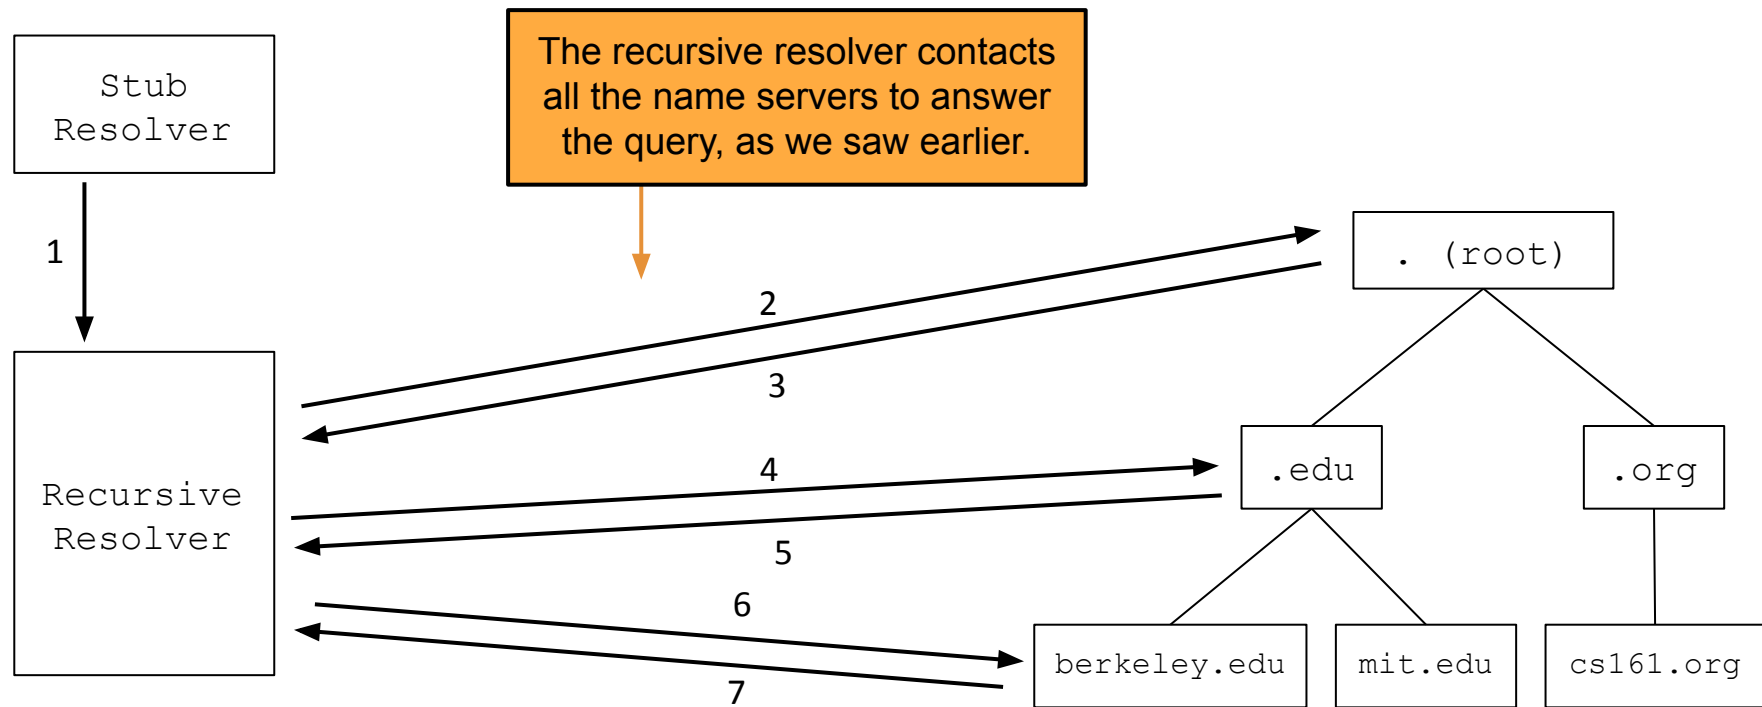 Stub
Resolver
The recursive resolver contacts
all the name servers to answer
the query, as we saw earlier.
1
2
. (root)
3
Recursive
Resolver
4
.edu
.org
5
6
berkeley.edu
mit.edu
cs161.org
7